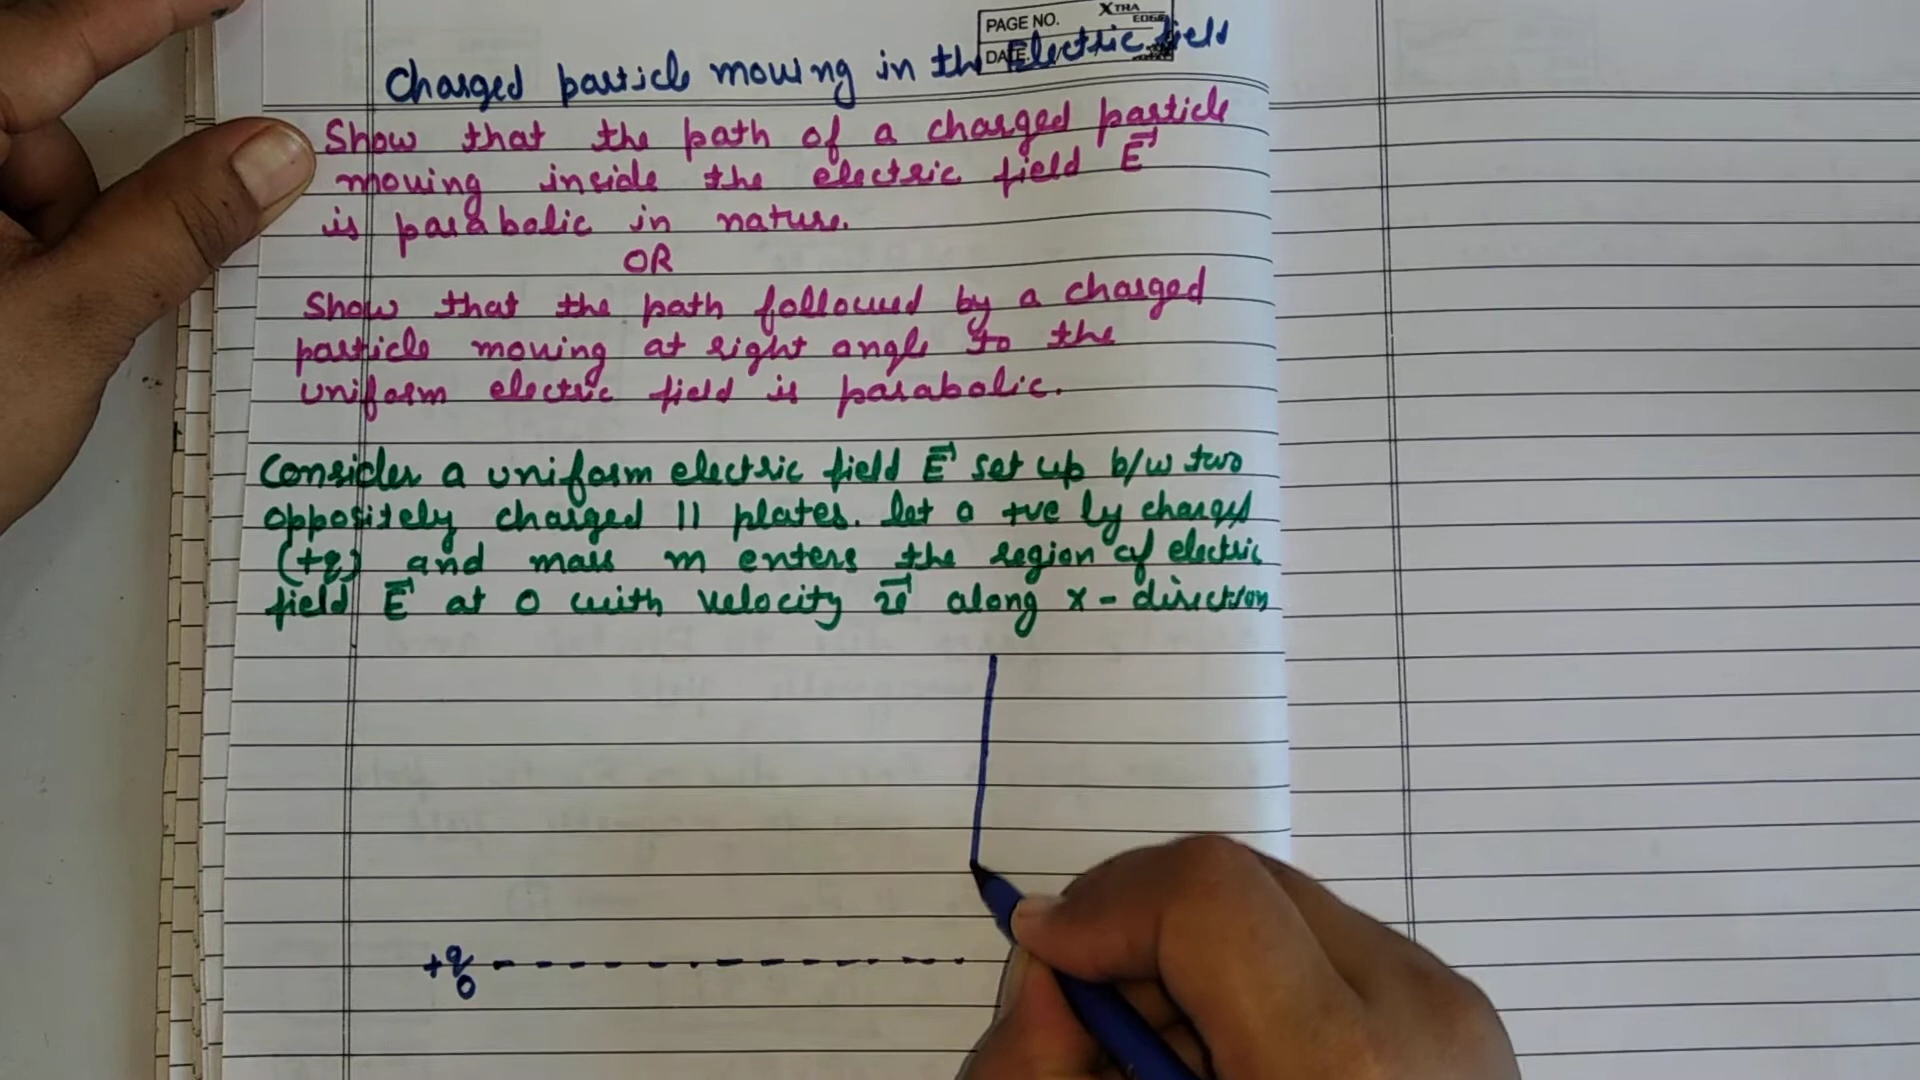 PAGE NO.
XTRA EDGE
DATE
Charged particle moving in the Electric field
Show that the path of a charged particle
moving inside the electric field E⃗
is parabolic in nature.
OR
Show that the path followed by a charged
particle moving at right angle to the
uniform electric field is parabolic.
Consider a uniform electric field E⃗ set up b/w two
oppositely charged || plates. let a +ve ly charged
(+q) and mass m enters the region of electric
field E⃗ at O with velocity v⃗ along x - direction
+q
O